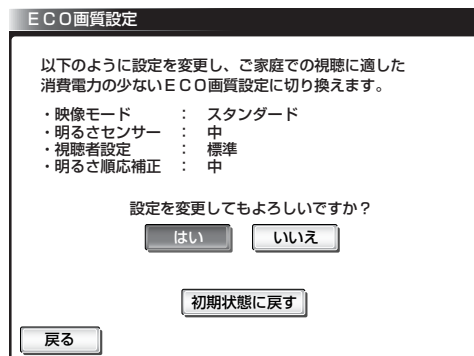 ECO画質設定
以下のように設定を変更し、ご家庭での視聴に適した
消費電力の少ないECO画質設定に切り換えます。
・映像モード : スタンダード
・明るさセンサー : 中
・視聴者設定 : 標準
・明るさ順応補正 : 中
設定を変更してもよろしいですか?
はい いいえ
初期状態に戻す
戻る